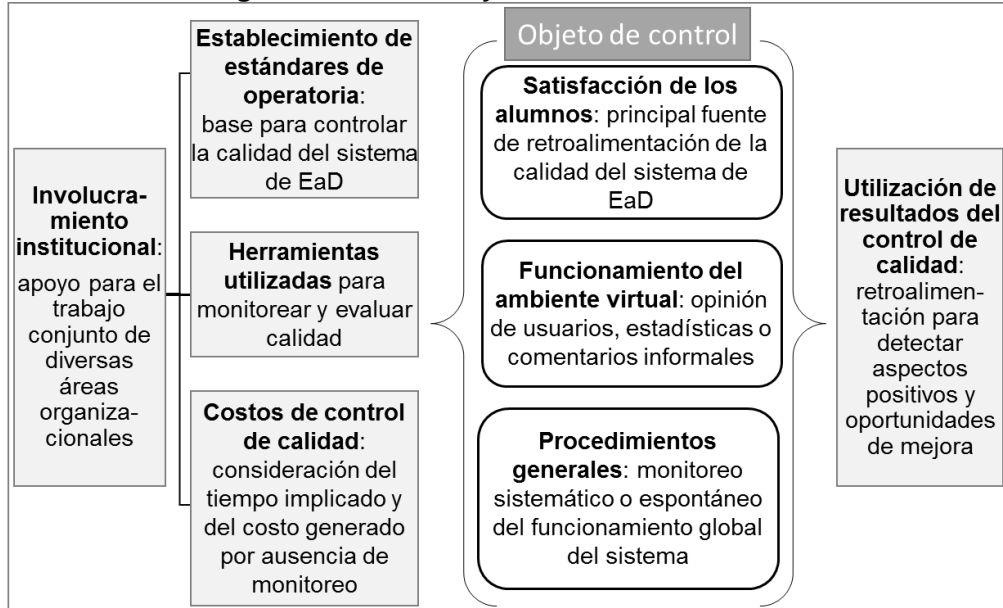 Involucra-
miento
institucional:
apoyo para el
trabajo
conjunto de
diversas
áreas
organiza-
cionales
Establecimiento de
estándares de
operatoria:
base para controlar
la calidad del sistema
de EaD
Herramientas
utilizadas para
monitorear y evaluar
calidad
Costos de control
de calidad:
consideración del
tiempo implicado y
del costo generado
por ausencia de
monitoreo
Objeto de control
Satisfacción de los
alumnos: principal fuente
de retroalimentación de la
calidad del sistema de
EaD
Funcionamiento del
ambiente virtual: opinión
de usuarios, estadísticas o
comentarios informales
Procedimientos
generales: monitoreo
sistemático o espontáneo
del funcionamiento global
del sistema
Utilización de
resultados del
control de
calidad:
retroalimen-
tación para
detectar
aspectos
positivos y
oportunidades
de mejora